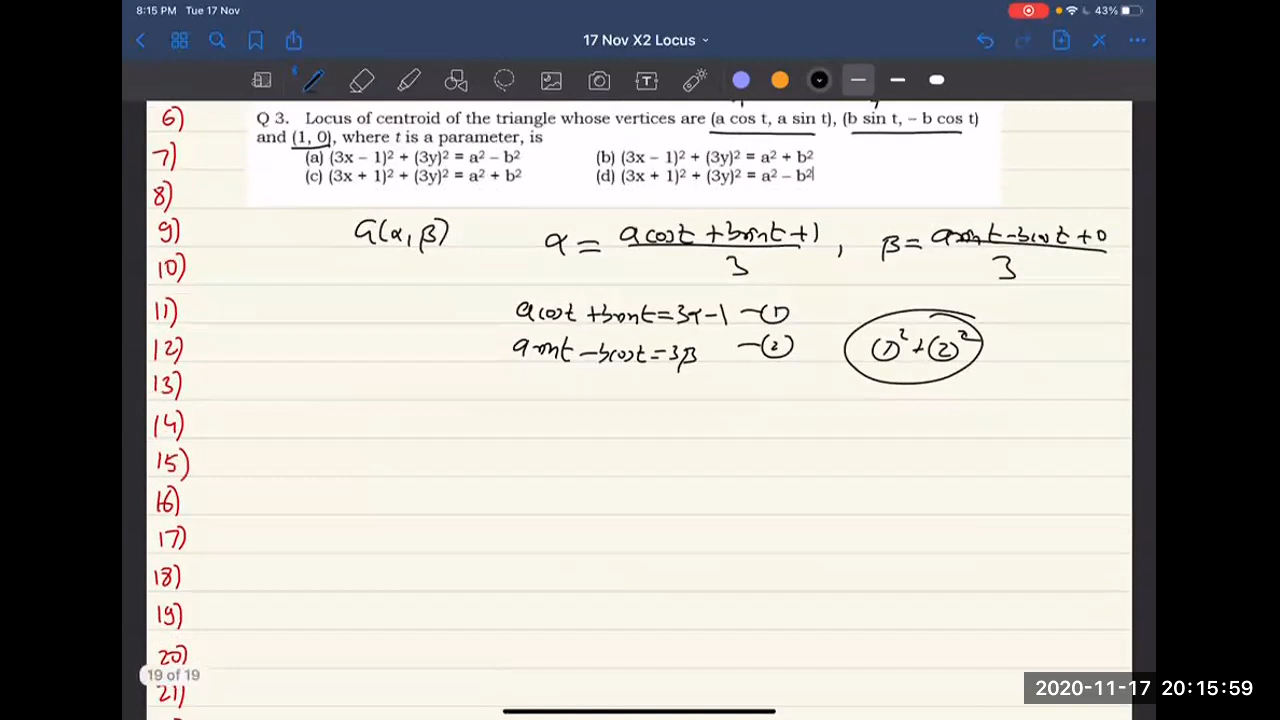 8:15 PM Tue 17 Nov
43%
17 Nov X2 Locus
6)
Q 3. Locus of centroid of the triangle whose vertices are (a cos t, a sin t), (b sin t, – b cos t)
and (1, 0), where t is a parameter, is
7)
(a) (3x – 1)² + (3y)² = a² – b² (b) (3x – 1)² + (3y)² = a² + b²
(c) (3x + 1)² + (3y)² = a² + b² (d) (3x + 1)² + (3y)² = a² – b²
8)
9)
G(α, β) α = (a cos t + b sin t + 1)/3 , β = (a sin t – b cos t + 0)/3
10)
11)
a cos t + b sin t = 3α – 1 —(1)
12)
a sin t – b cos t = 3β —(2) (1)² + (2)²
13)
14)
15)
16)
17)
18)
19)
20)
19 of 19
21)
2020-11-17 20:15:59